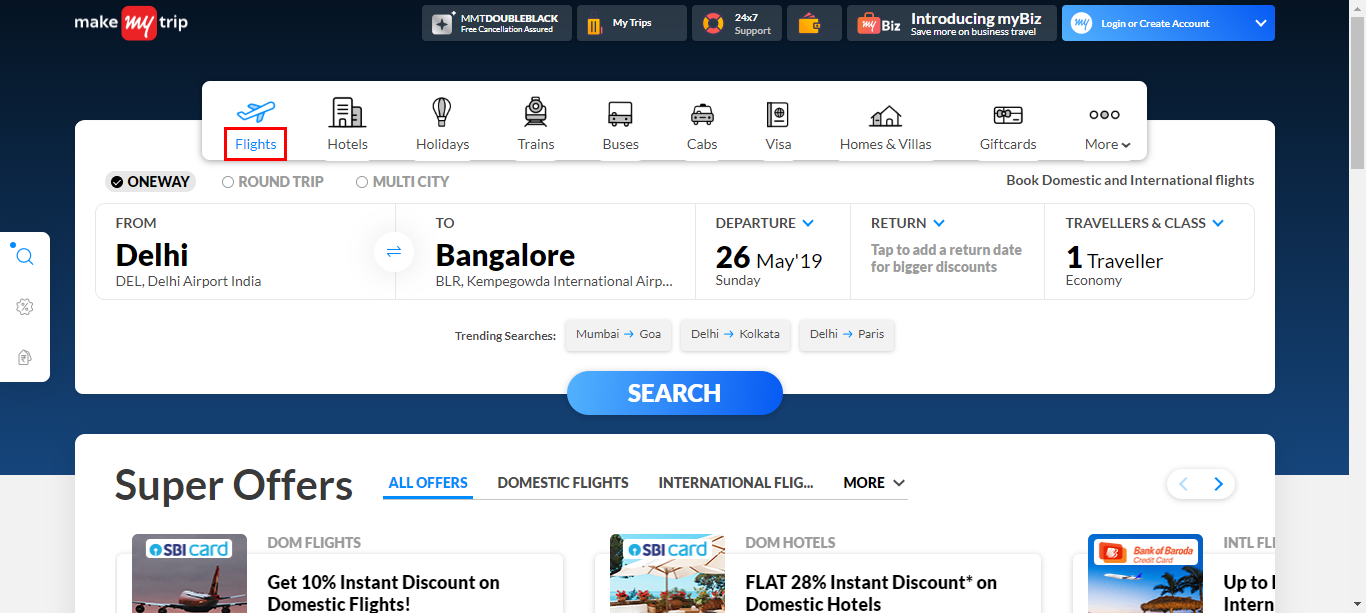 make my trip
MMTDOUBLEBLACK
Free Cancellation Assured
My Trips
24x7
Support
my Biz
Introducing myBiz
Save more on business travel
my
Login or Create Account
Flights
Hotels
Holidays
Trains
Buses
Cabs
Visa
Homes & Villas
Giftcards
More
ONEWAY
ROUND TRIP
MULTI CITY
Book Domestic and International flights
FROM
Delhi
DEL, Delhi Airport India
TO
Bangalore
BLR, Kempegowda International Airp...
DEPARTURE
26 May'19
Sunday
RETURN
Tap to add a return date
for bigger discounts
TRAVELLERS & CLASS
1 Traveller
Economy
Trending Searches:
Mumbai → Goa
Delhi → Kolkata
Delhi → Paris
SEARCH
Super Offers
ALL OFFERS
DOMESTIC FLIGHTS
INTERNATIONAL FLIG...
MORE
SBI card
DOM FLIGHTS
Get 10% Instant Discount on
Domestic Flights!
SBI card
DOM HOTELS
FLAT 28% Instant Discount* on
Domestic Hotels
Bank of Baroda
Credit Card
INTL FLI
Up to
Intern